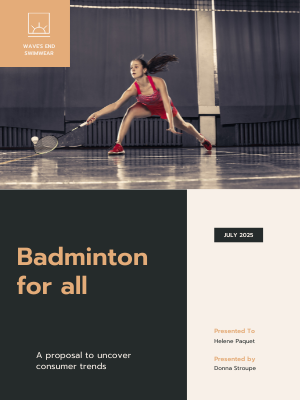 WAVE'S END
SWIMWEAR
JULY 2025
Badminton
for all
A proposal to uncover
consumer trends
Presented To
Helene Paquet
Presented by
Donna Stroupe